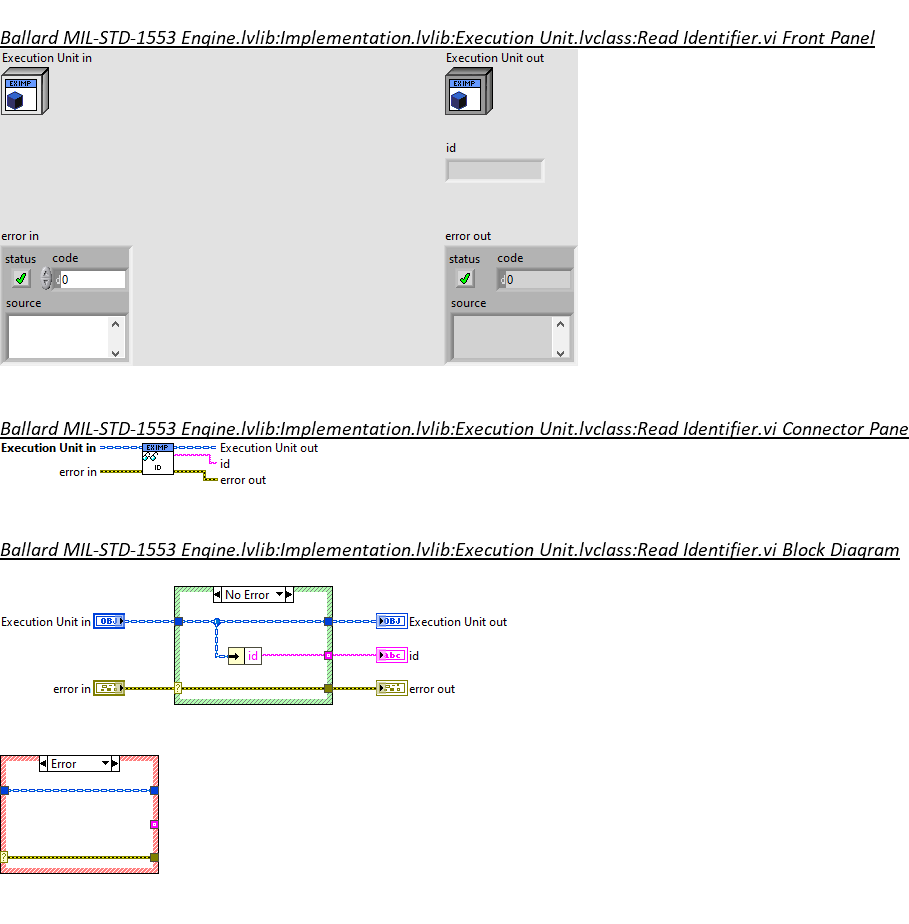 Ballard MIL-STD-1553 Engine.lvlib:Implementation.lvlib:Execution Unit.lvclass:Read Identifier.vi Front Panel
Execution Unit in
Execution Unit out
EXIMP
EXIMP
id
error in
error out
status code
status code
d 0
d 0
source
source
Ballard MIL-STD-1553 Engine.lvlib:Implementation.lvlib:Execution Unit.lvclass:Read Identifier.vi Connector Pane
Execution Unit in
EXIMP
Execution Unit out
id
ID
error in
error out
Ballard MIL-STD-1553 Engine.lvlib:Implementation.lvlib:Execution Unit.lvclass:Read Identifier.vi Block Diagram
No Error
Execution Unit in
OBJ
OBJ
Execution Unit out
id
abc
id
error in
?
error out
Error
?